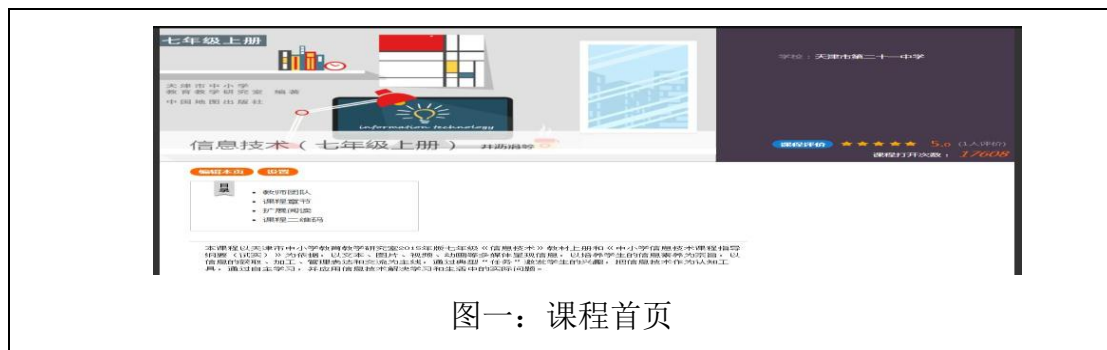 七年级上册
天津市中小学
教育教学研究室 编著
中国地图出版社
information technology
信息技术(七年级上册)
学校:天津市第二十一中学
课程评价 ★★★★★ 5.0 (1人评价)
课程打开次数: 17608
编辑本页 设置
目录
• 教师团队
• 课程章节
• 扩展阅读
• 课程二维码
本课程以天津市中小学教育教学研究室2015年版七年级《信息技术》教材上册和《中小学信息技术课程指导
纲要(试实)》为依据,以文本、图片、视频、动画等多媒体呈现信息,以培养学生的信息素养为宗旨,以
信息的获取、加工、管理表达和交流为主线,通过典型“任务”激发学生的兴趣,把信息技术作为认知工
具,通过自主学习,并应用信息技术解决学习和生活中的实际问题。
图一:课程首页